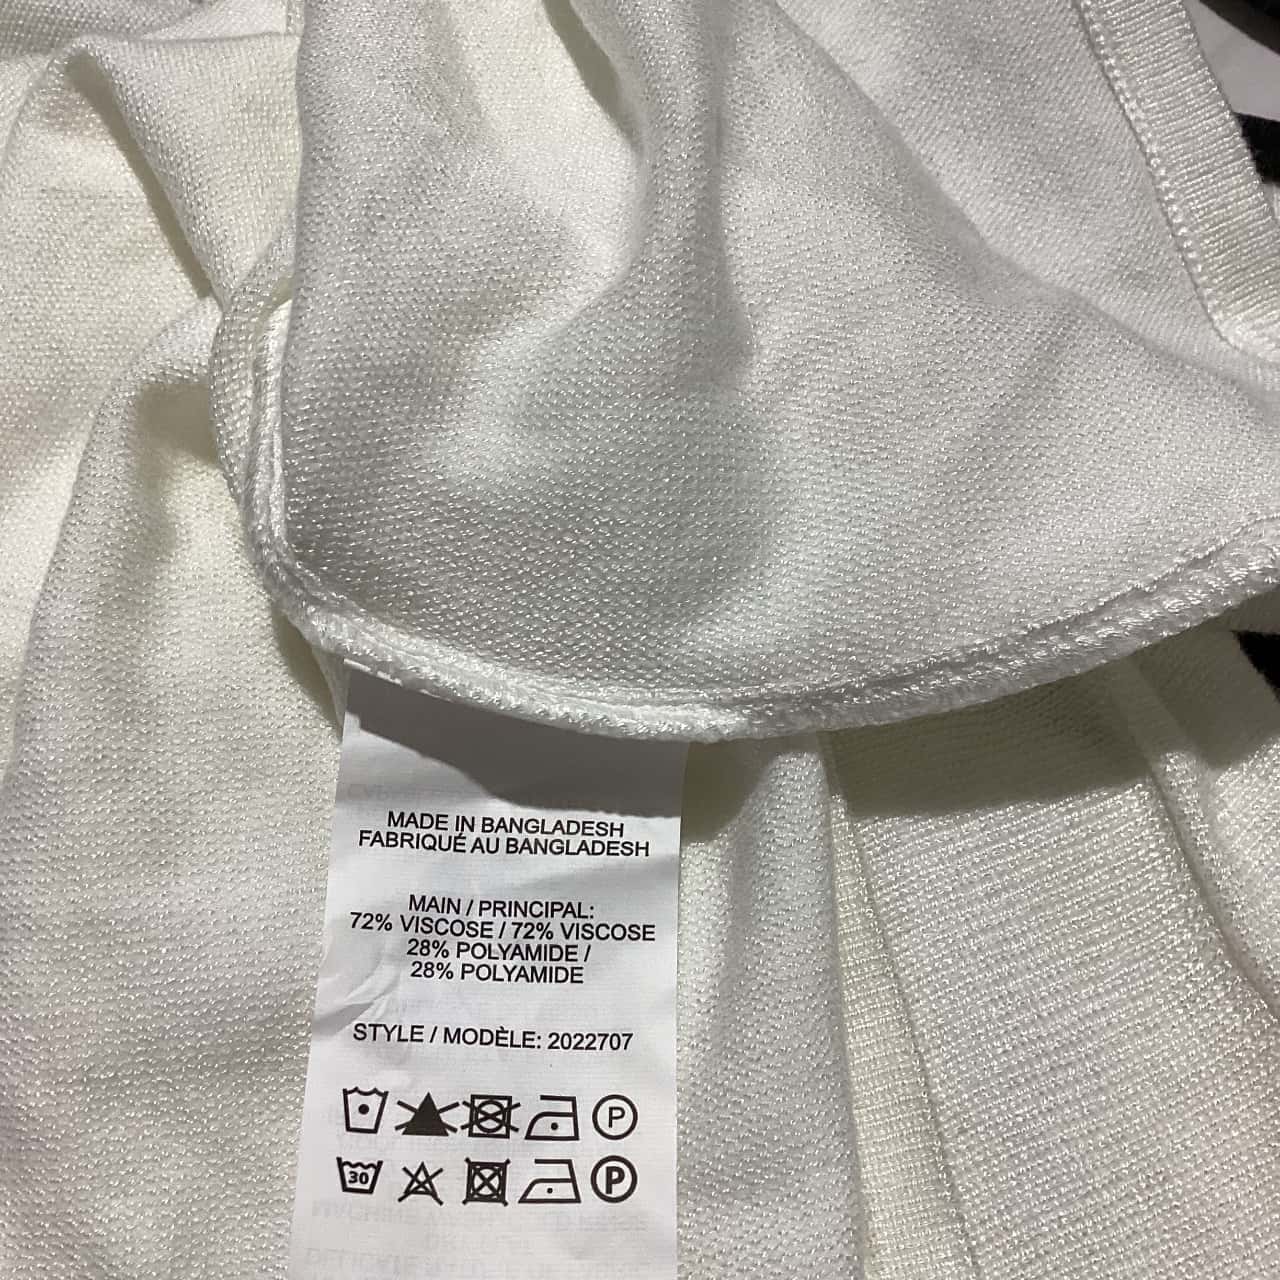 MADE IN BANGLADESH
FABRIQUÉ AU BANGLADESH
MAIN / PRINCIPAL:
72% VISCOSE / 72% VISCOSE
28% POLYAMIDE /
28% POLYAMIDE
STYLE / MODÈLE: 2022707
P
30 P